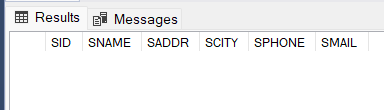 Results Messages
SID SNAME SADDR SCITY SPHONE SMAIL